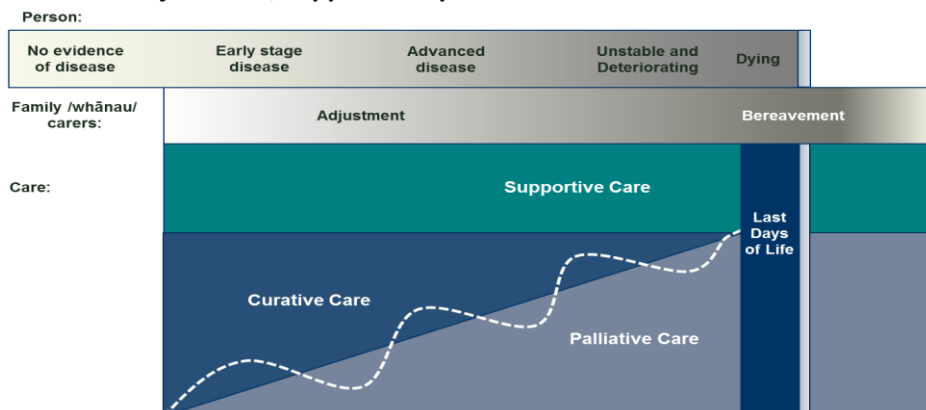 Person:
No evidence
of disease
Early stage
disease
Advanced
disease
Unstable and
Deteriorating
Dying
Family /whānau/
carers:
Adjustment
Bereavement
Care:
Supportive Care
Last
Days
of Life
Curative Care
Palliative Care